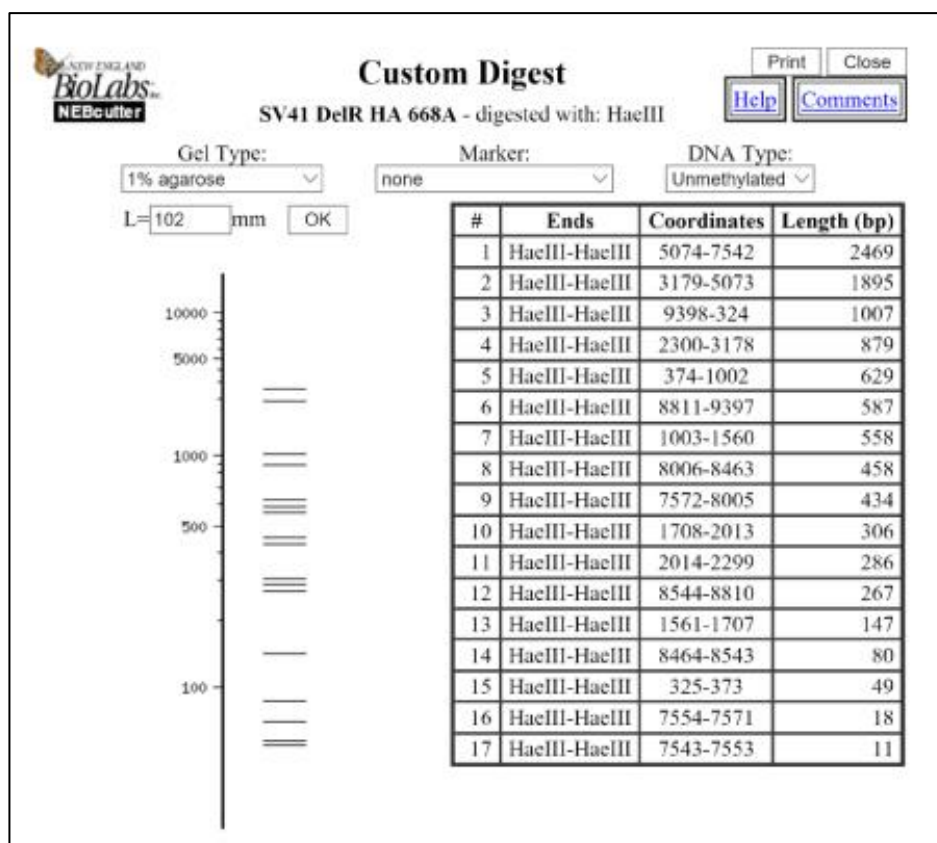 NEW ENGLAND
BioLabs Inc.
NEBcutter
Custom Digest
SV41 DelR HA 668A - digested with: HaeIII
Print Close
Help Comments
Gel Type: Marker: DNA Type:
1% agarose none Unmethylated
L= 102 mm OK
# Ends Coordinates Length (bp)
1 HaeIII-HaeIII 5074-7542 2469
2 HaeIII-HaeIII 3179-5073 1895
3 HaeIII-HaeIII 9398-324 1007
4 HaeIII-HaeIII 2300-3178 879
5 HaeIII-HaeIII 374-1002 629
6 HaeIII-HaeIII 8811-9397 587
7 HaeIII-HaeIII 1003-1560 558
8 HaeIII-HaeIII 8006-8463 458
9 HaeIII-HaeIII 7572-8005 434
10 HaeIII-HaeIII 1708-2013 306
11 HaeIII-HaeIII 2014-2299 286
12 HaeIII-HaeIII 8544-8810 267
13 HaeIII-HaeIII 1561-1707 147
14 HaeIII-HaeIII 8464-8543 80
15 HaeIII-HaeIII 325-373 49
16 HaeIII-HaeIII 7554-7571 18
17 HaeIII-HaeIII 7543-7553 11
10000
5000
1000
500
100